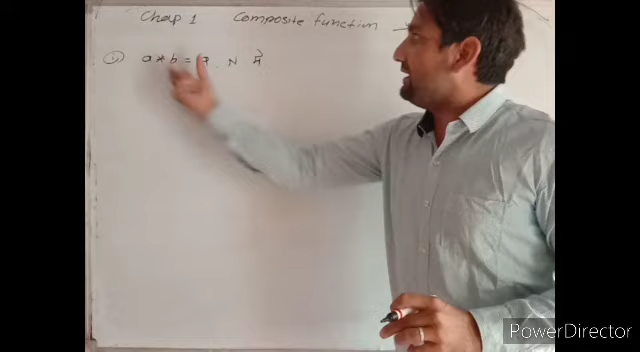 Chap 1 Composite function
① a * b = a, N में
PowerDirector